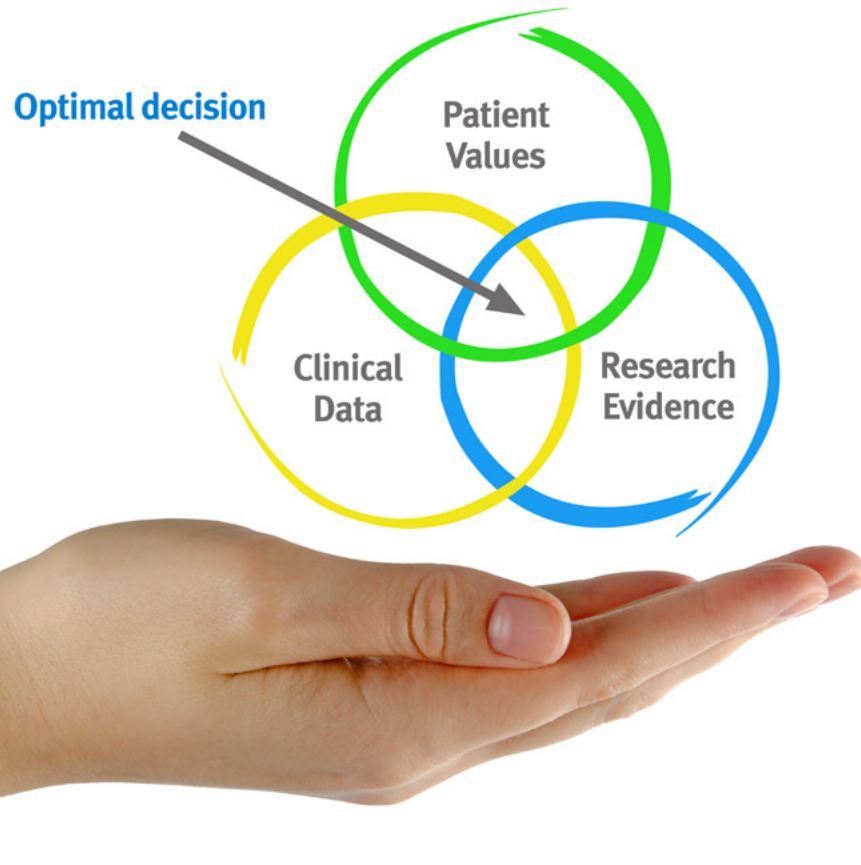 Optimal decision
Patient
Values
Clinical
Data
Research
Evidence